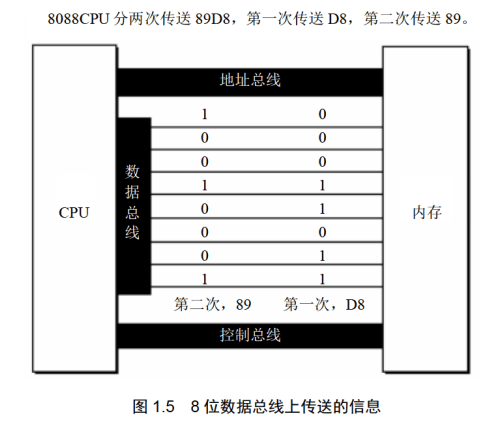 8088CPU 分两次传送 89D8，第一次传送 D8，第二次传送 89。
地址总线
1 0
0 0
0 0
1 1
0 1
0 0
0 1
1 1
数据总线
CPU
内存
第二次，89 第一次，D8
控制总线
图 1.5 8 位数据总线上传送的信息